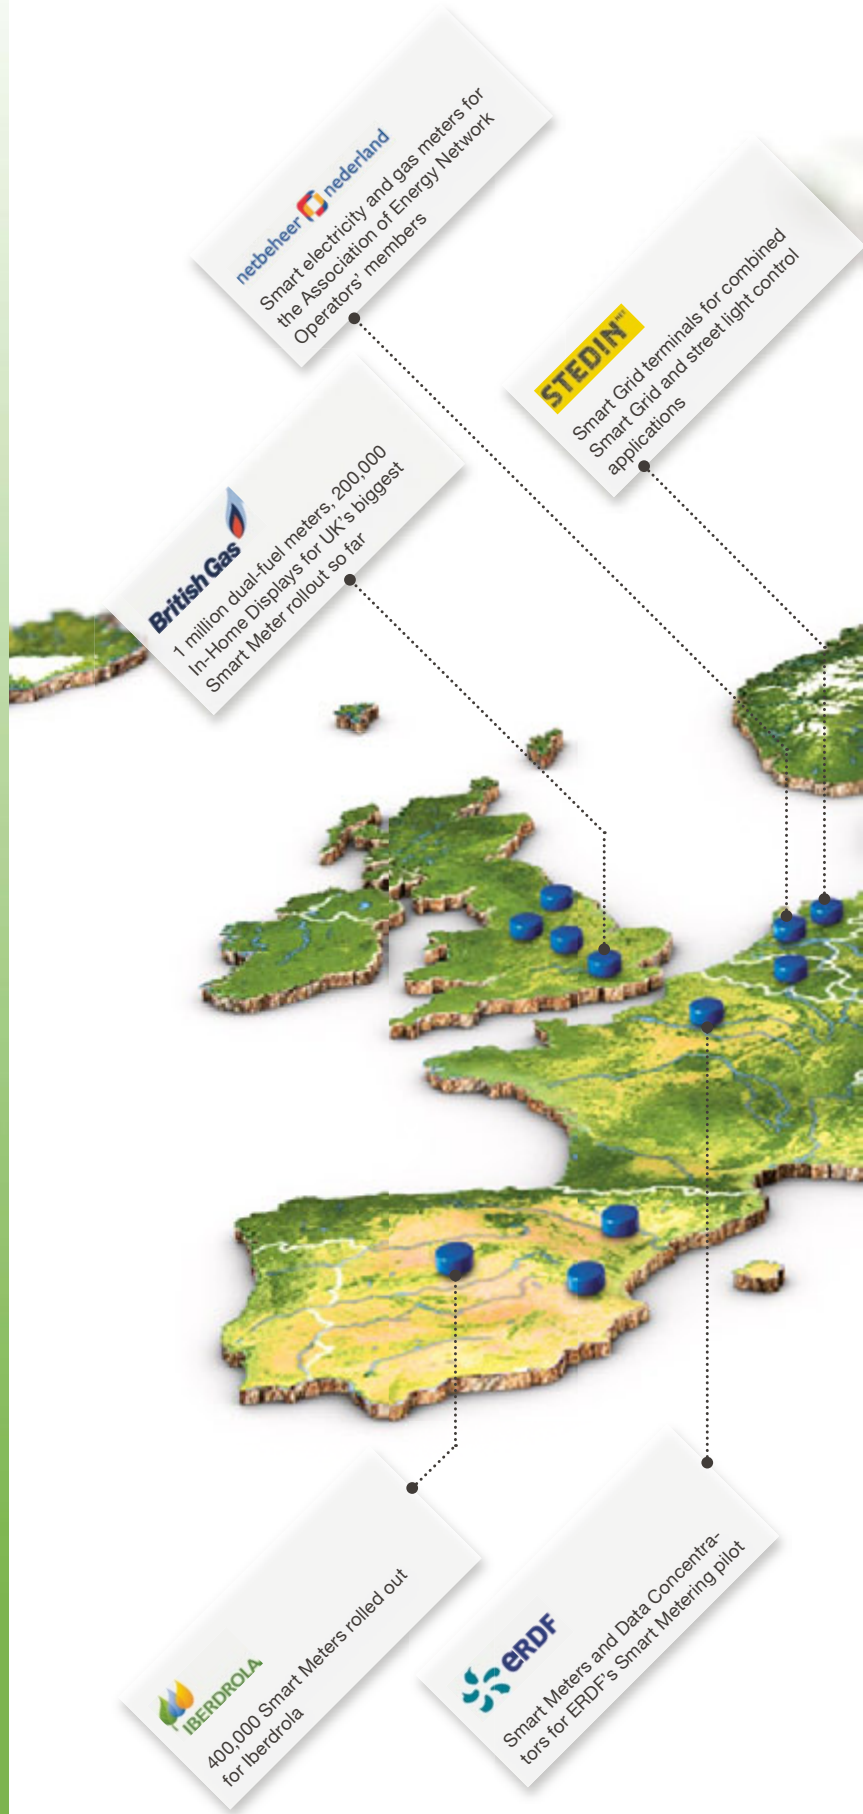 netbeheer nederland
Smart electricity and gas meters for
the Association of Energy Network
Operators' members
STEDIN.NET
Smart Grid terminals for combined
Smart Grid and street light control
applications
British Gas
1 million dual-fuel meters, 200,000
In-Home Displays for UK's biggest
Smart Meter rollout so far
IBERDROLA
400,000 Smart Meters rolled out
for Iberdrola
eRDF
Smart Meters and Data Concentra-
tors for ERDF's Smart Metering pilot